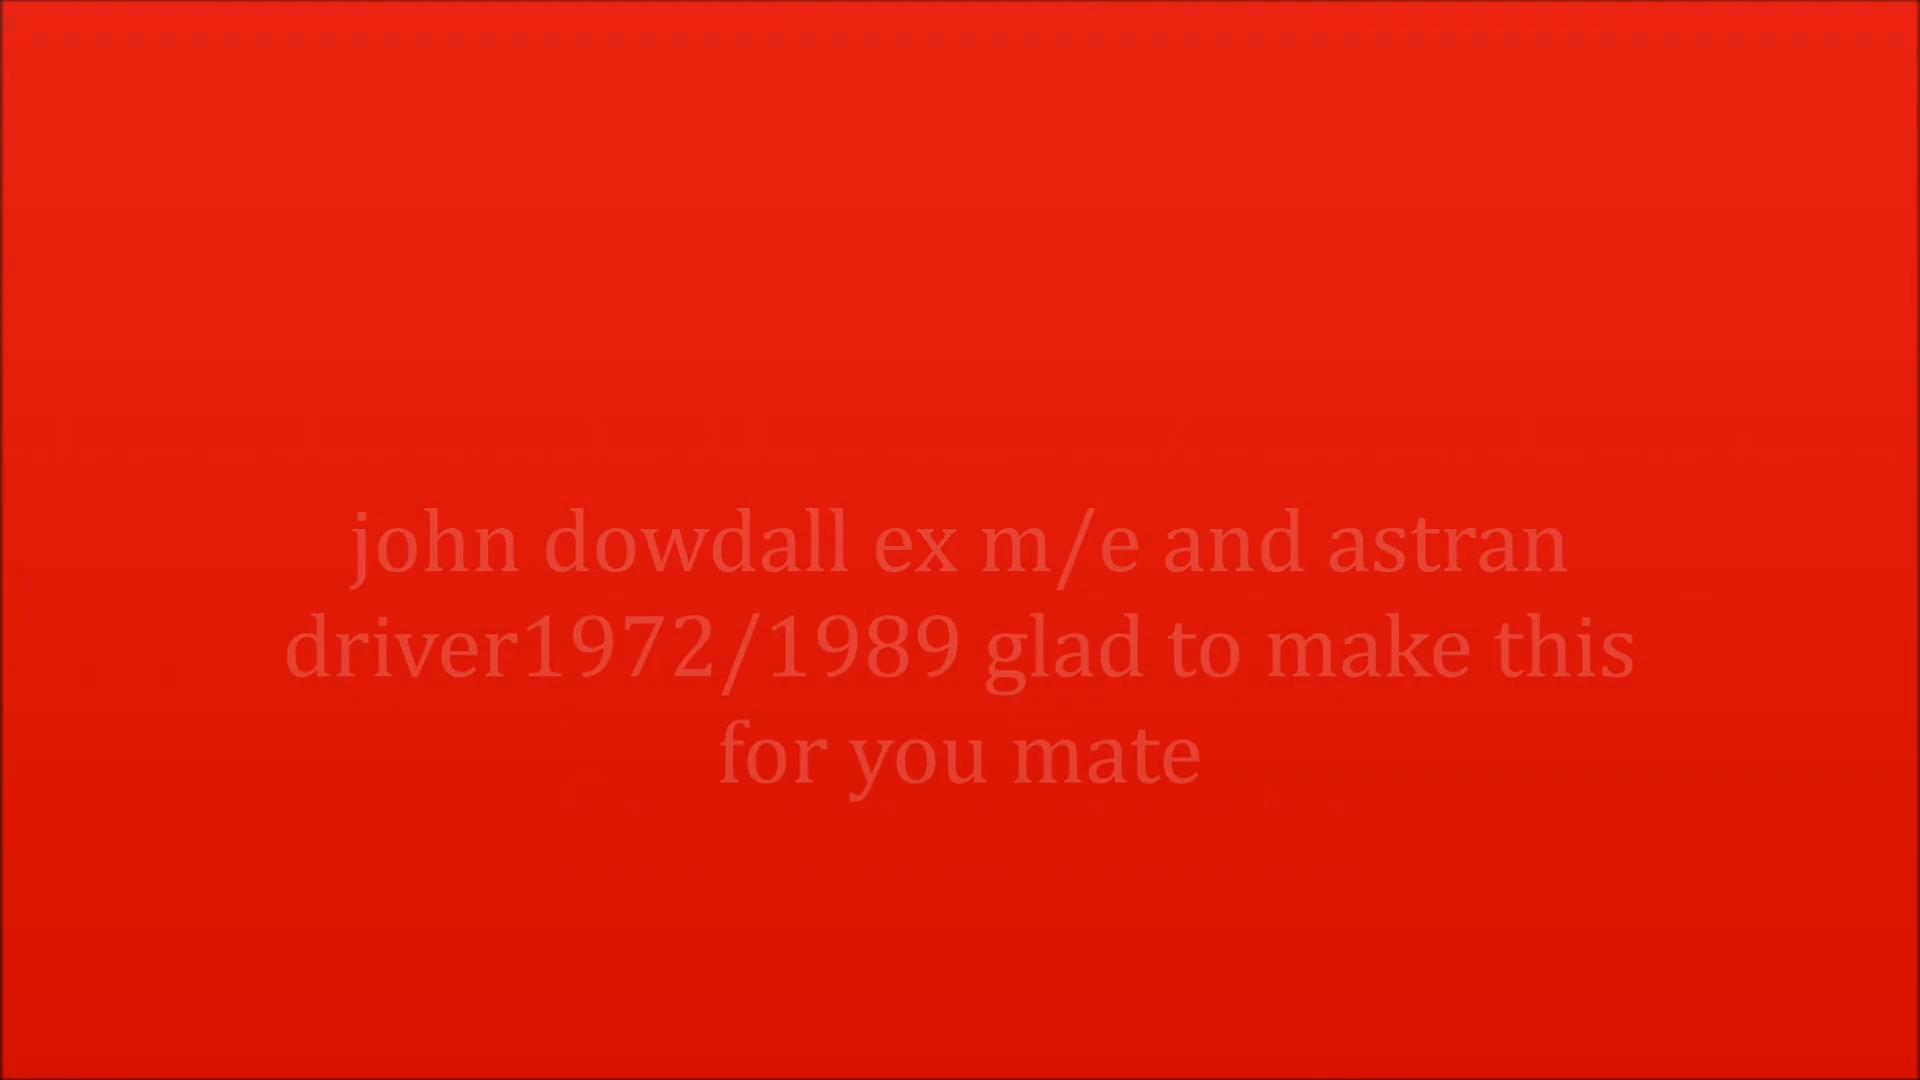 john dowdall ex m/e and astran
driver1972/1989 glad to make this
for you mate